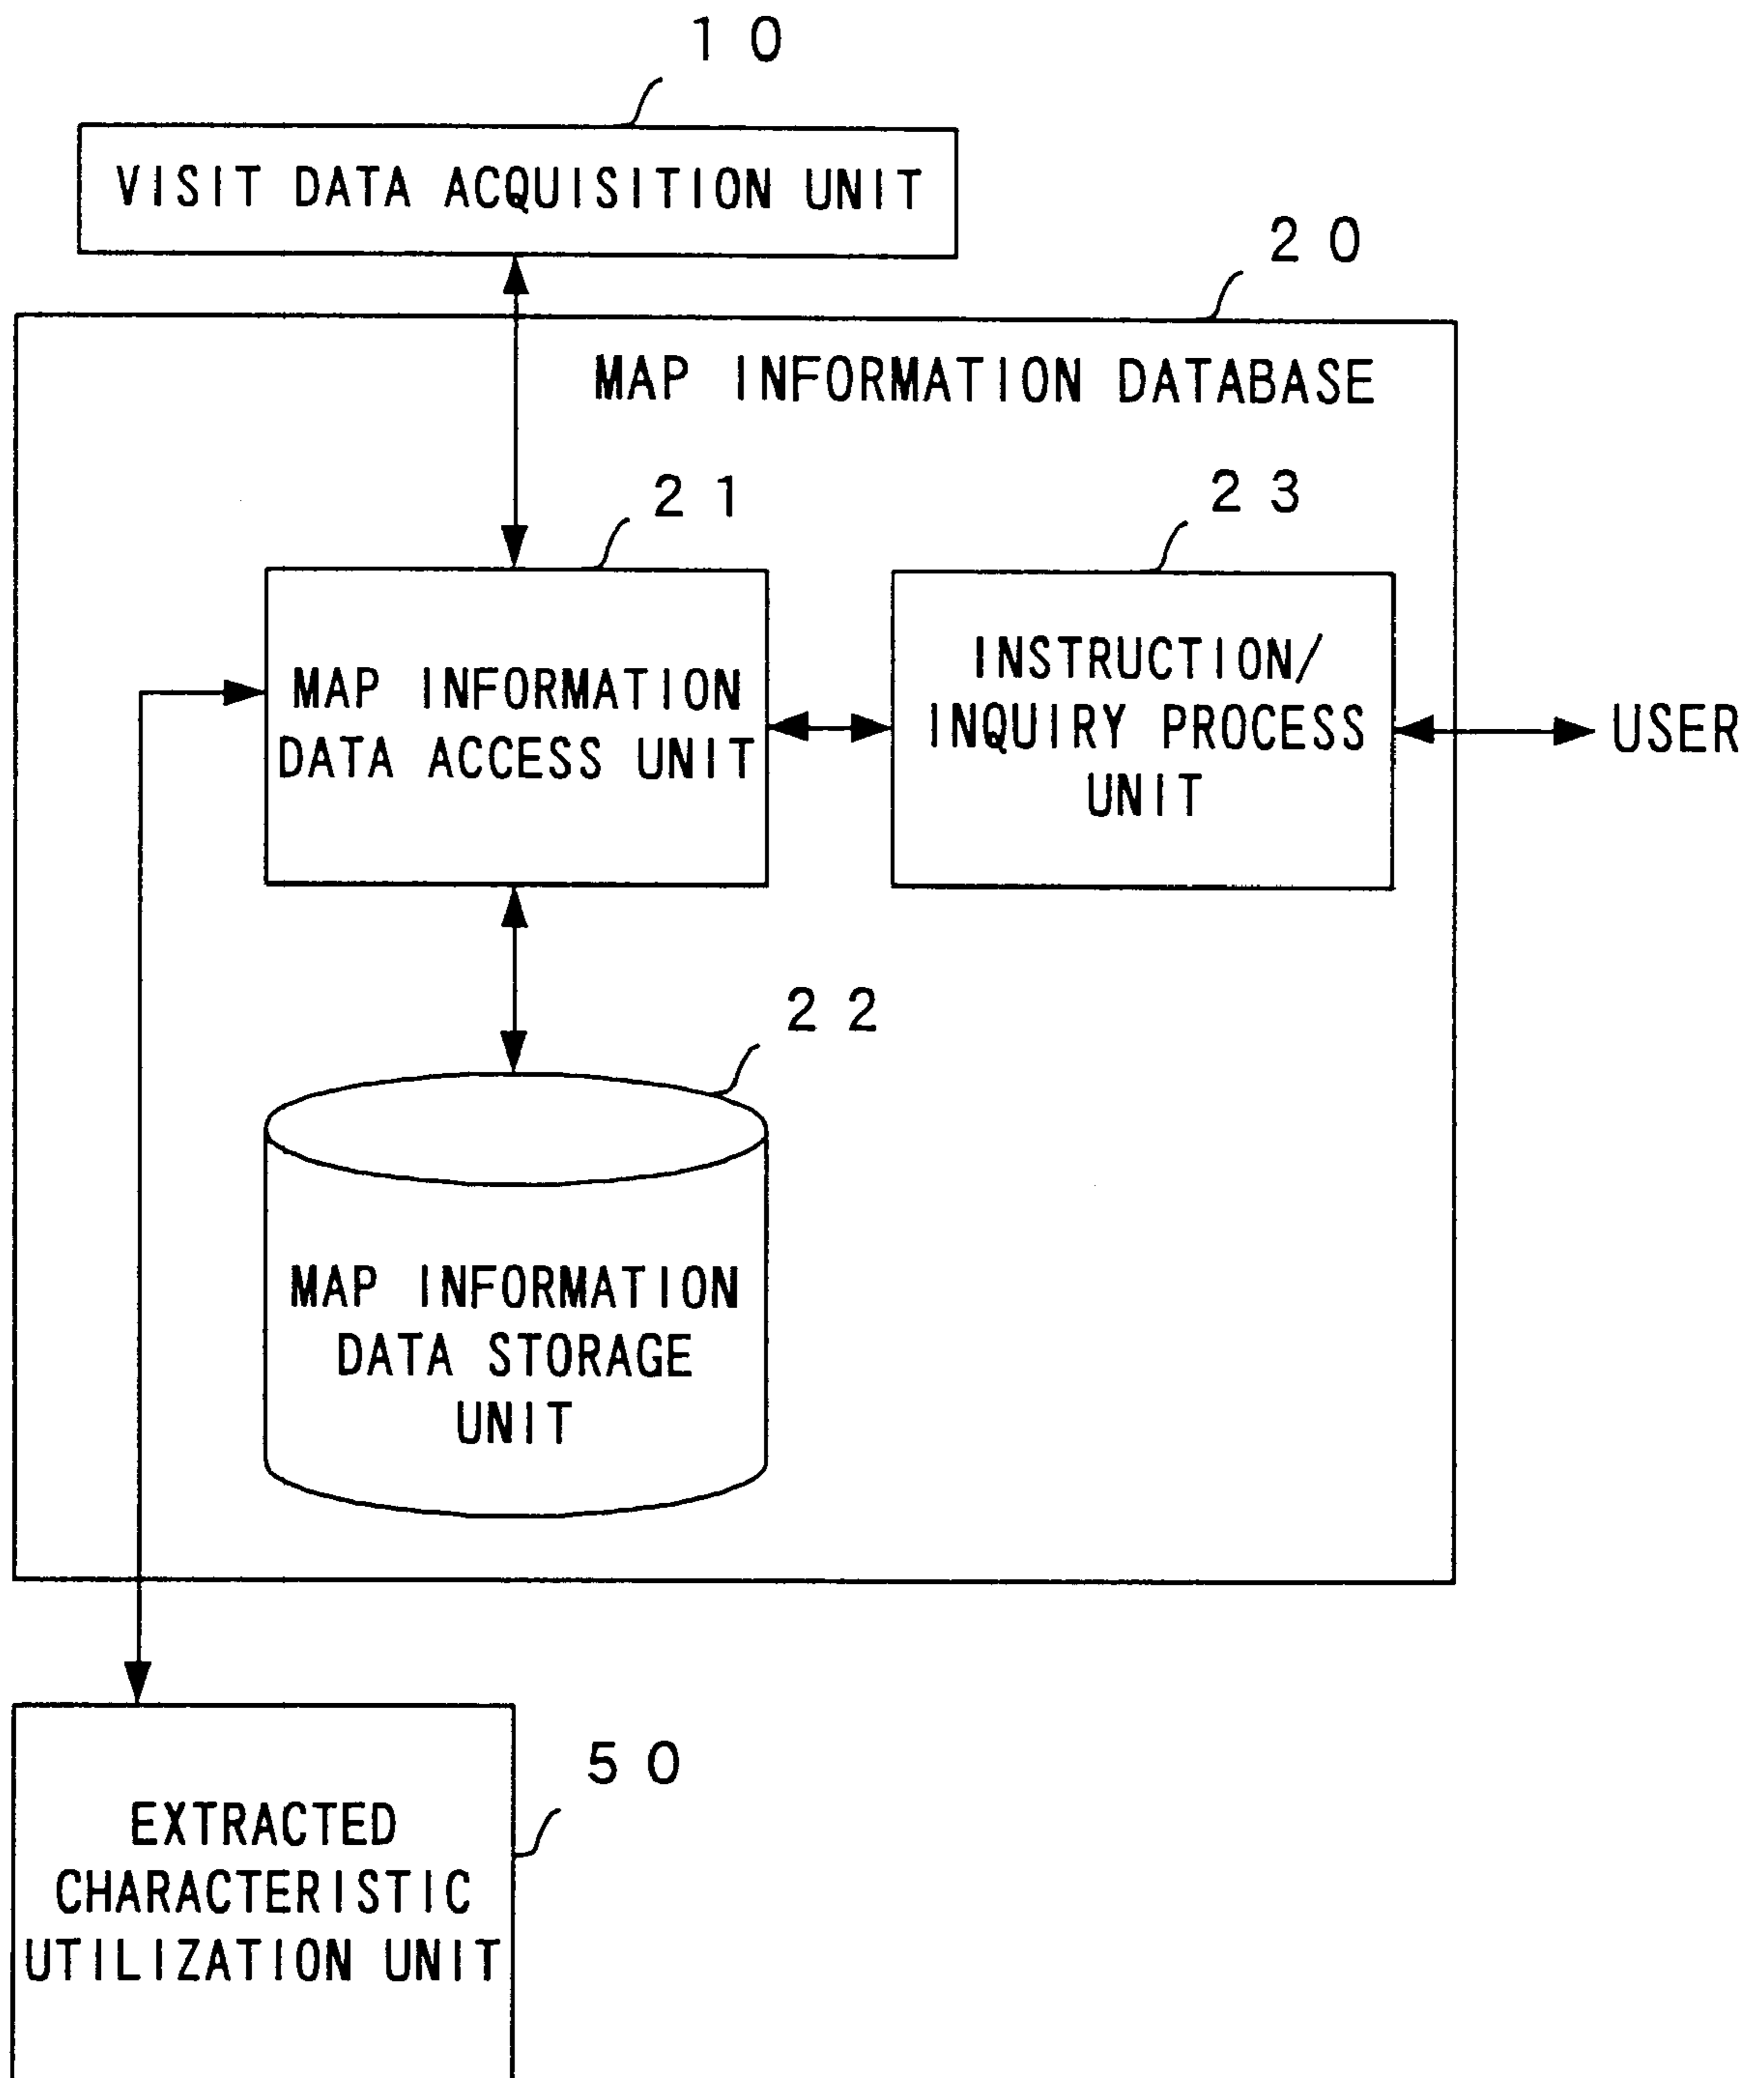 10
VISIT DATA ACQUISITION UNIT
20
MAP INFORMATION DATABASE
21
23
MAP INFORMATION
DATA ACCESS UNIT
INSTRUCTION/
INQUIRY PROCESS
UNIT
USER
22
MAP INFORMATION
DATA STORAGE
UNIT
50
EXTRACTED
CHARACTERISTIC
UTILIZATION UNIT